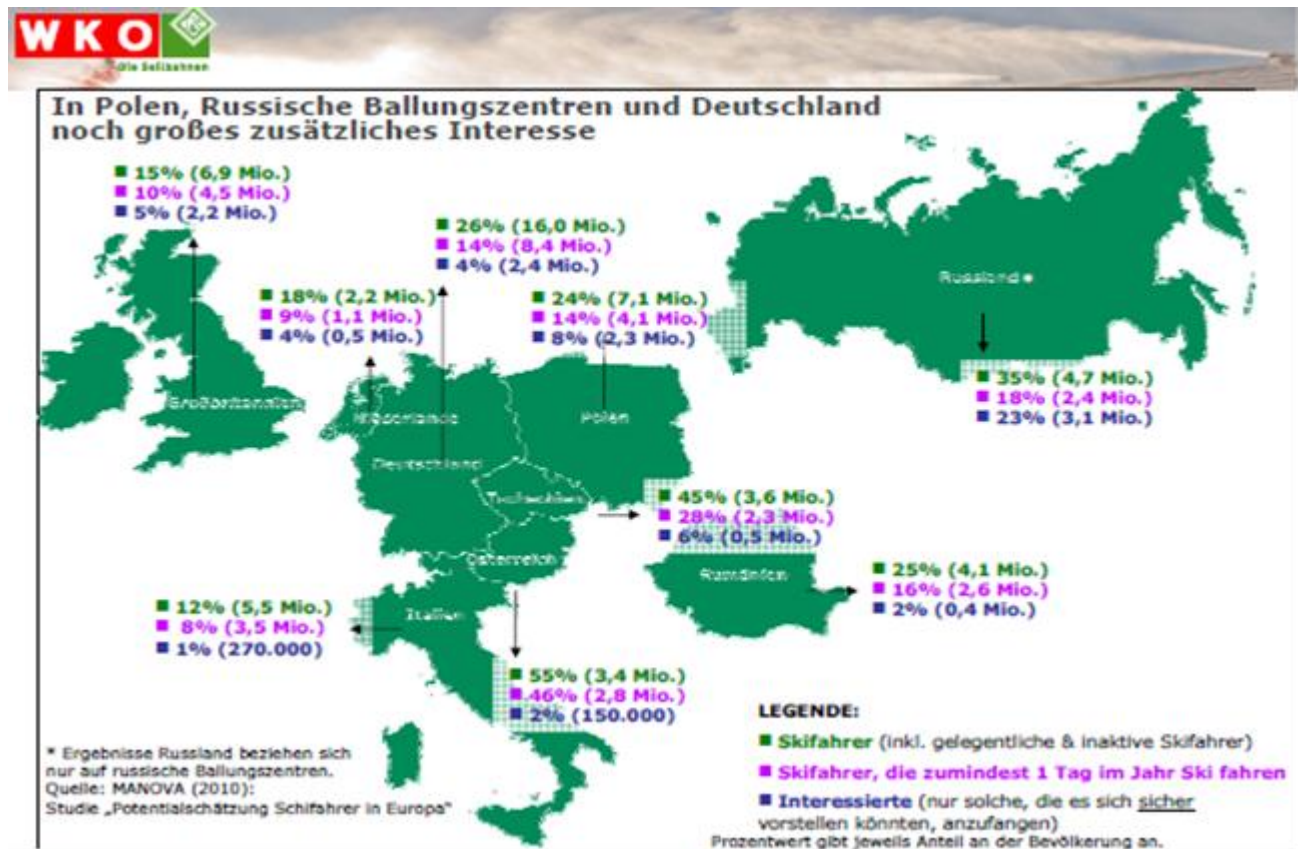 WKO
Die Seilbahnen
In Polen, Russische Ballungszentren und Deutschland
noch großes zusätzliches Interesse
15% (6,9 Mio.)
10% (4,5 Mio.)
5% (2,2 Mio.)
26% (16,0 Mio.)
14% (8,4 Mio.)
4% (2,4 Mio.)
18% (2,2 Mio.)
9% (1,1 Mio.)
4% (0,5 Mio.)
24% (7,1 Mio.)
14% (4,1 Mio.)
8% (2,3 Mio.)
Russland
35% (4,7 Mio.)
18% (2,4 Mio.)
23% (3,1 Mio.)
Großbritannien
Niederlande
Polen
Deutschland
Tschechien
45% (3,6 Mio.)
28% (2,3 Mio.)
6% (0,5 Mio.)
Österreich
Rumänien
25% (4,1 Mio.)
16% (2,6 Mio.)
2% (0,4 Mio.)
Italien
12% (5,5 Mio.)
8% (3,5 Mio.)
1% (270.000)
55% (3,4 Mio.)
46% (2,8 Mio.)
2% (150.000)
LEGENDE:
Skifahrer (inkl. gelegentliche & inaktive Skifahrer)
Skifahrer, die zumindest 1 Tag im Jahr Ski fahren
Interessierte (nur solche, die es sich sicher
vorstellen könnten, anzufangen)
Prozentwert gibt jeweils Anteil an der Bevölkerung an.
* Ergebnisse Russland beziehen sich
nur auf russische Ballungszentren.
Quelle: MANOVA (2010):
Studie „Potentialschätzung Schifahrer in Europa"